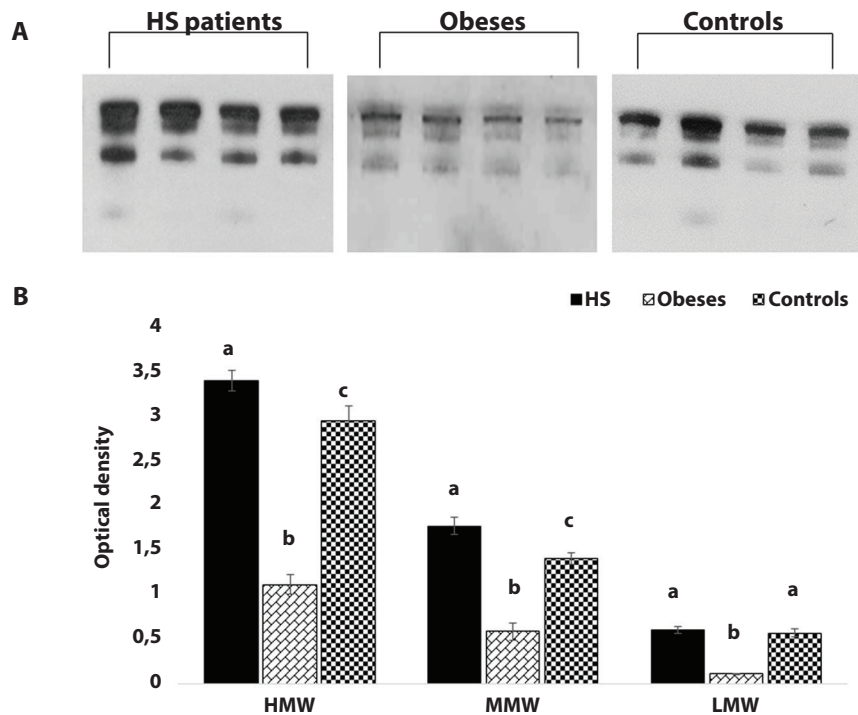 A
HS patients
Obeses
Controls
B
HS
Obeses
Controls
Optical density
4
3,5
3
2,5
2
1,5
1
0,5
0
a
b
c
a
b
c
a
b
a
HMW
MMW
LMW